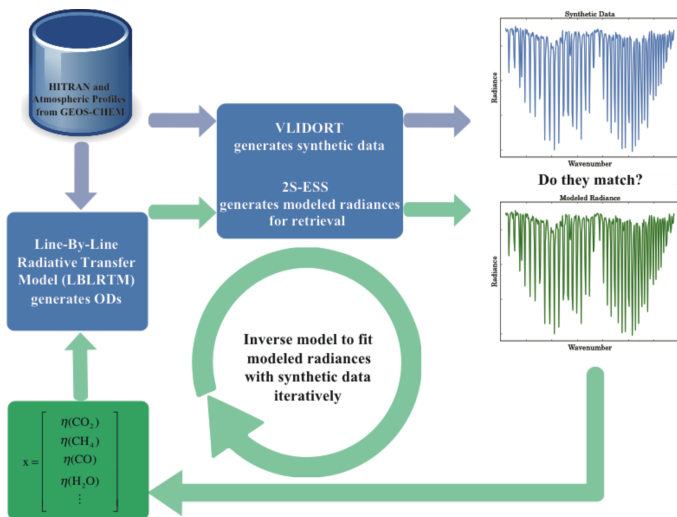 HITRAN and
Atmospheric Profiles
from GEOS-CHEM
VLIDORT
generates synthetic data
2S-ESS
generates modeled radiances
for retrieval
Synthetic Data
Radiance
Wavenumber
Do they match?
Modeled Radiance
Radiance
Wavenumber
Line-By-Line
Radiative Transfer
Model (LBLRTM)
generates ODs
Inverse model to fit
modeled radiances
with synthetic data
iteratively
x =
η(CO₂)
η(CH₄)
η(CO)
η(H₂O)
⋮